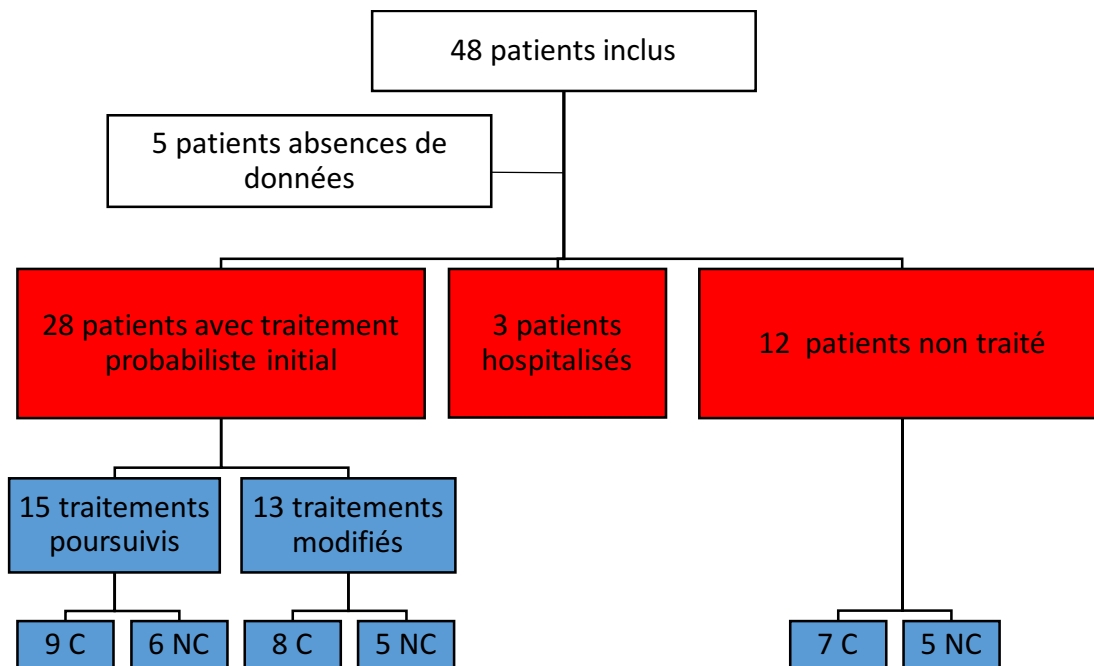 48 patients inclus
5 patients absences de
données
28 patients avec traitement
probabiliste initial
3 patients
hospitalisés
12  patients non traité
15 traitements
poursuivis
13 traitements
modifiés
9 C
6 NC
8 C
5 NC
7 C
5 NC